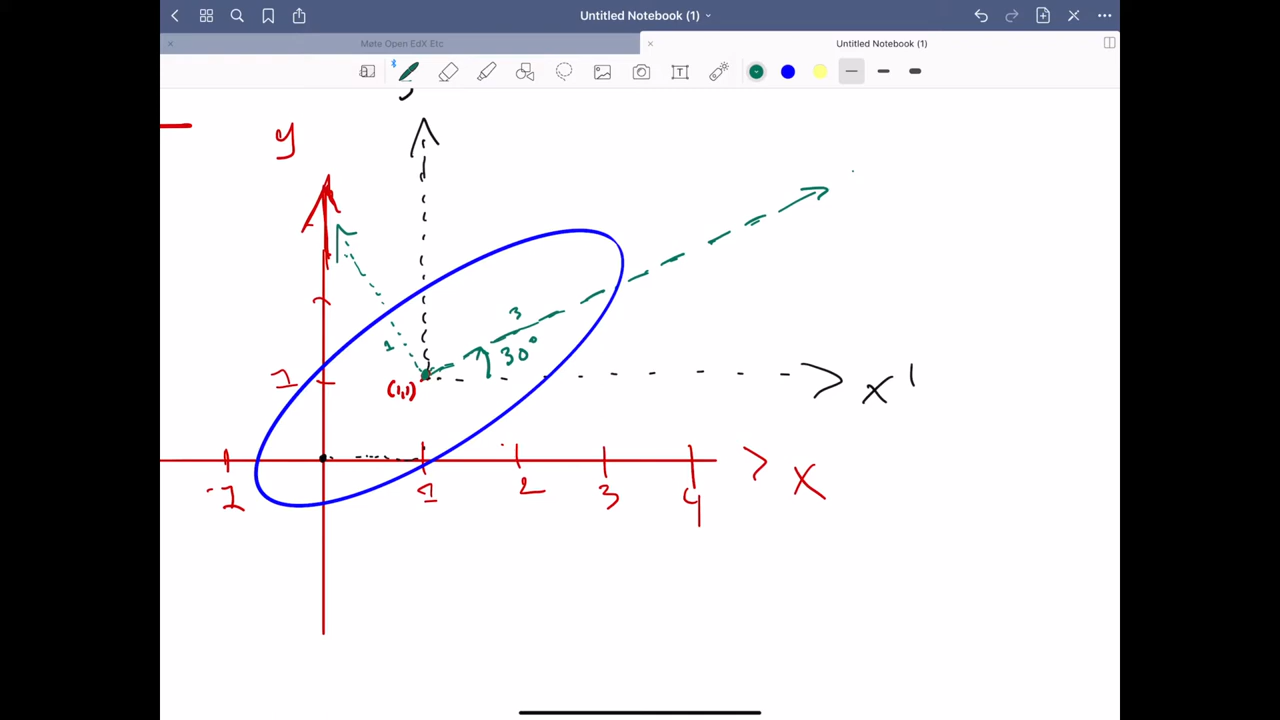 Untitled Notebook (1)
Møte Open EdX Etc
Untitled Notebook (1)
T
y
3
1
30°
1
(1,1)
x'
-1
1
2
3
4
x